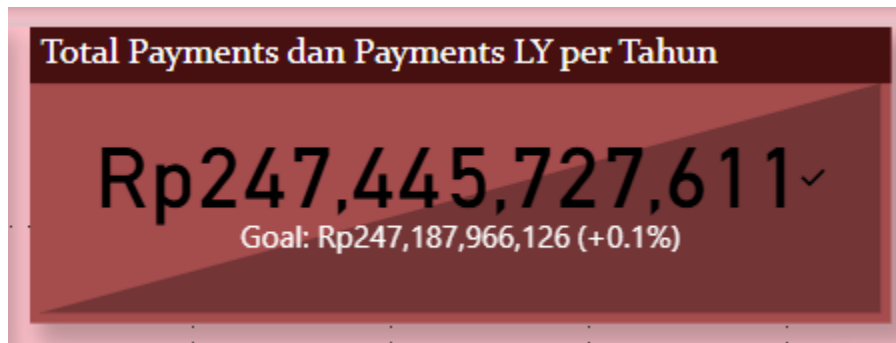 Total Payments dan Payments LY per Tahun
Rp247,445,727,611✓
Goal: Rp247,187,966,126 (+0.1%)